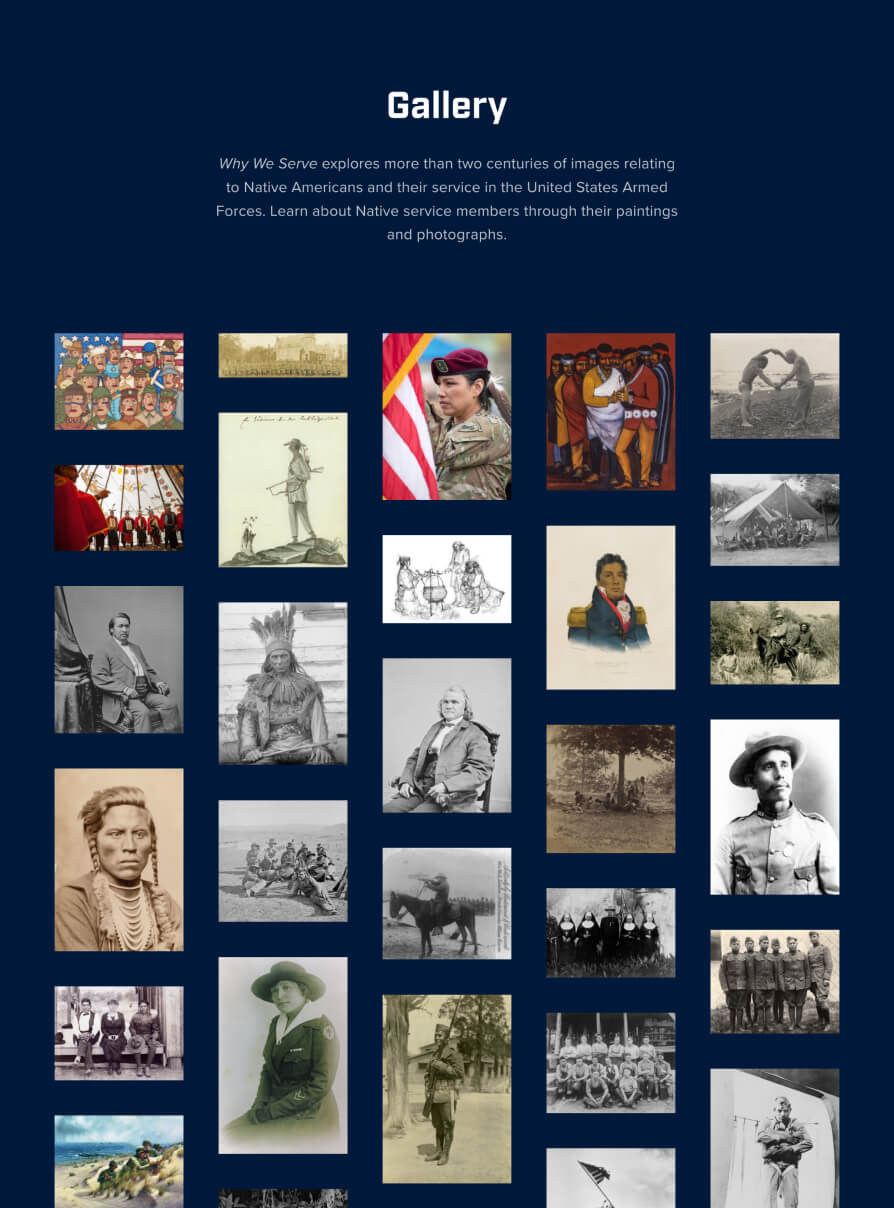 Gallery
Why We Serve explores more than two centuries of images relating
to Native Americans and their service in the United States Armed
Forces. Learn about Native service members through their paintings
and photographs.